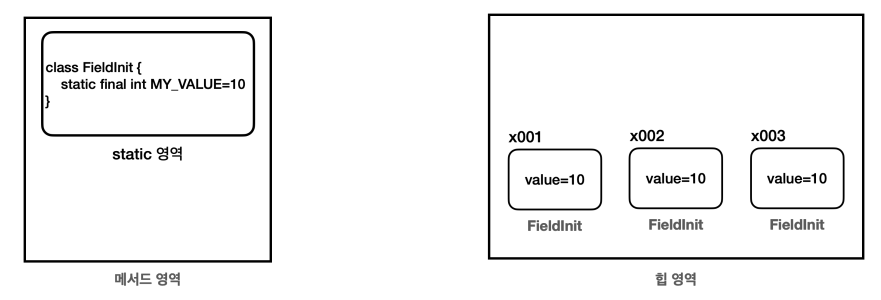 class FieldInit {
static final int MY_VALUE=10
}
static 영역
메서드 영역
x001
x002
x003
value=10
value=10
value=10
FieldInit
FieldInit
FieldInit
힙 영역